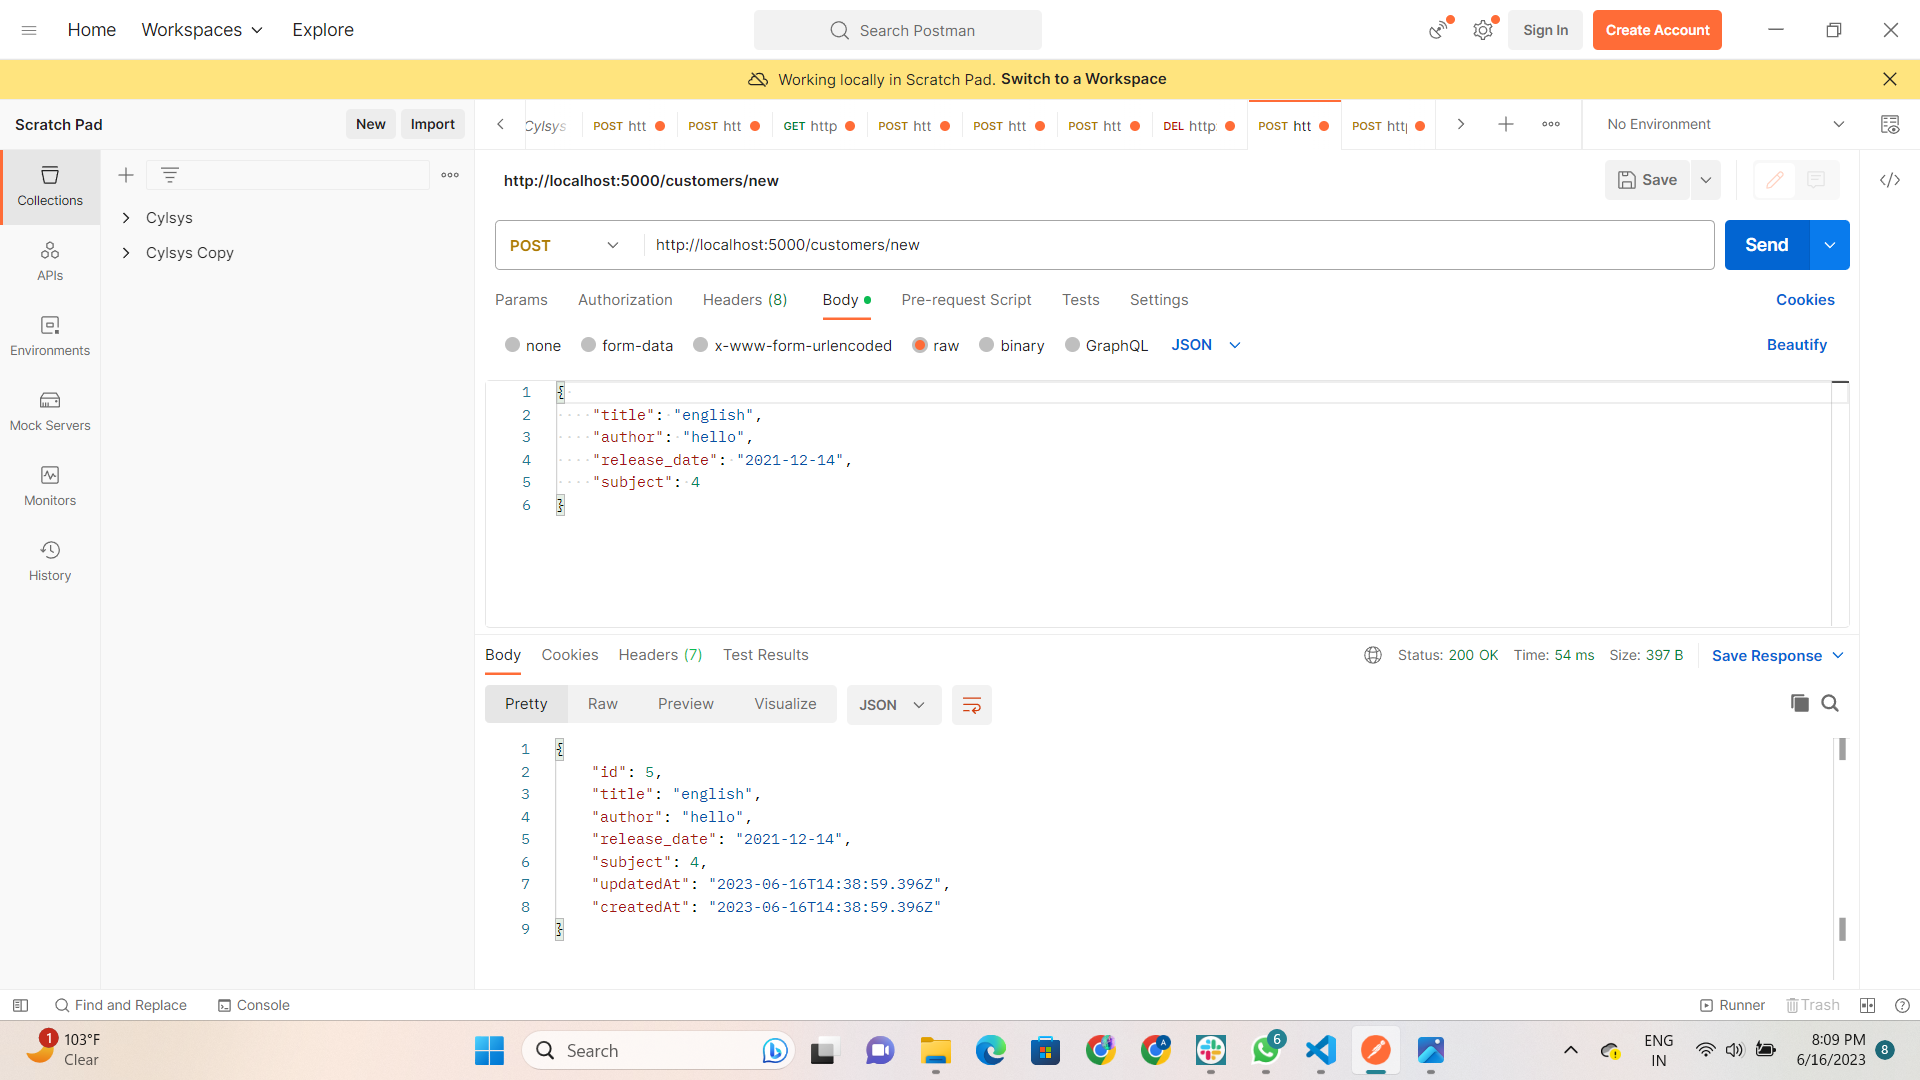 Home Workspaces Explore Search Postman Sign In Create Account
Working locally in Scratch Pad. Switch to a Workspace
Scratch Pad New Import Cylsys POST htt POST htt GET http POST htt POST htt POST htt DEL http POST htt POST htt No Environment
Collections
APIs
Environments
Mock Servers
Monitors
History
Cylsys
Cylsys Copy
http://localhost:5000/customers/new Save
POST http://localhost:5000/customers/new Send
Params Authorization Headers (8) Body Pre-request Script Tests Settings Cookies
none form-data x-www-form-urlencoded raw binary GraphQL JSON Beautify
1 {
2 "title": "english",
3 "author": "hello",
4 "release_date": "2021-12-14",
5 "subject": 4
6 }
Body Cookies Headers (7) Test Results Status: 200 OK Time: 54 ms Size: 397 B Save Response
Pretty Raw Preview Visualize JSON
1 {
2 "id": 5,
3 "title": "english",
4 "author": "hello",
5 "release_date": "2021-12-14",
6 "subject": 4,
7 "updatedAt": "2023-06-16T14:38:59.396Z",
8 "createdAt": "2023-06-16T14:38:59.396Z"
9 }
Find and Replace Console Runner Trash
1 103°F
Clear
Search
A
6
ENG
IN
8:09 PM
6/16/2023
8